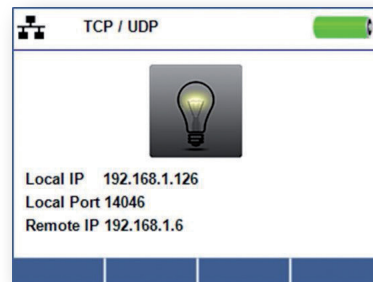 TCP / UDP
Local IP 192.168.1.126
Local Port 14046
Remote IP 192.168.1.6